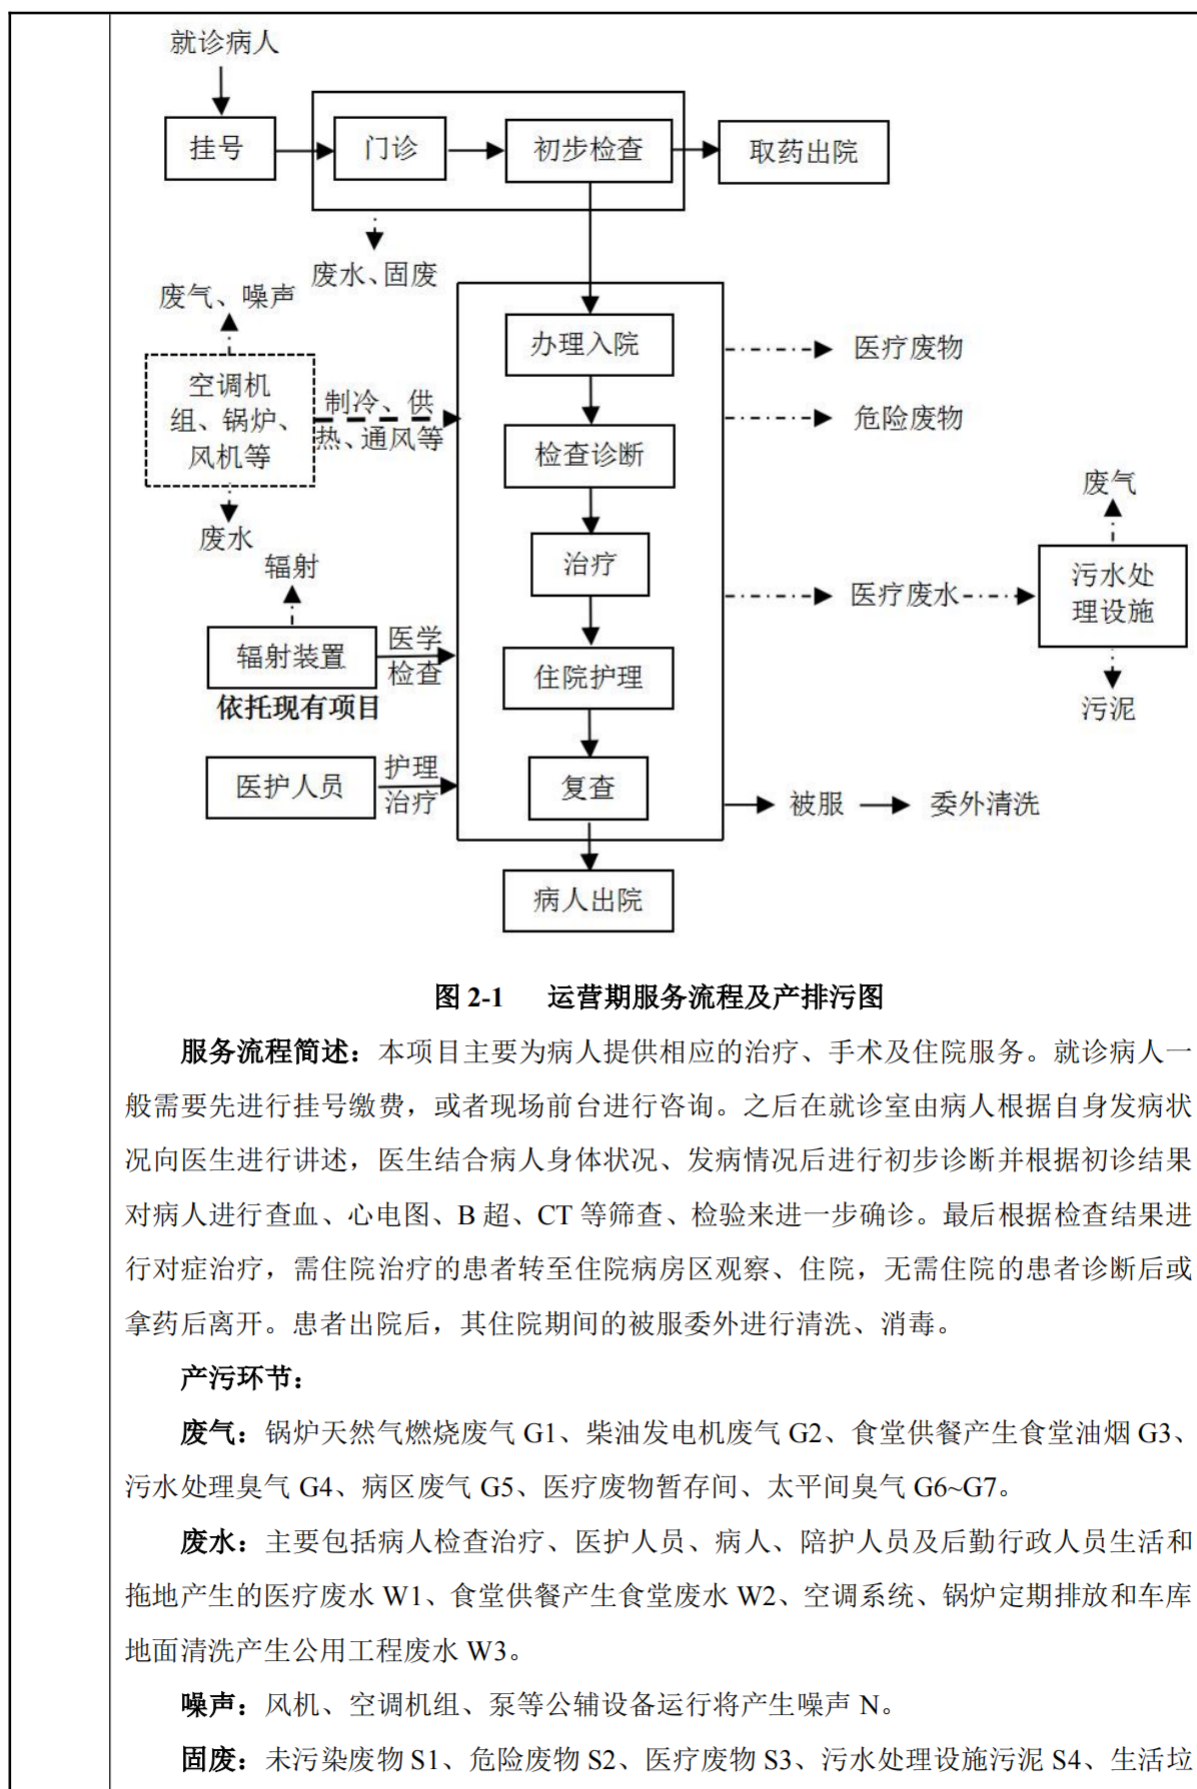 就诊病人
挂号
门诊
初步检查
取药出院
废水、固废
废气、噪声
空调机
组、锅炉、
风机等
制冷、供
热、通风等
废水
辐射
辐射装置
医学
检查
依托现有项目
医护人员
护理
治疗
办理入院
检查诊断
治疗
住院护理
复查
病人出院
医疗废物
危险废物
医疗废水
废气
污水处
理设施
污泥
被服
委外清洗
图 2-1 运营期服务流程及产排污图
服务流程简述：本项目主要为病人提供相应的治疗、手术及住院服务。就诊病人一
般需要先进行挂号缴费，或者现场前台进行咨询。之后在就诊室由病人根据自身发病状
况向医生进行讲述，医生结合病人身体状况、发病情况后进行初步诊断并根据初诊结果
对病人进行查血、心电图、B 超、CT 等筛查、检验来进一步确诊。最后根据检查结果进
行对症治疗，需住院治疗的患者转至住院病房区观察、住院，无需住院的患者诊断后或
拿药后离开。患者出院后，其住院期间的被服委外进行清洗、消毒。
产污环节：
废气：锅炉天然气燃烧废气 G1、柴油发电机废气 G2、食堂供餐产生食堂油烟 G3、
污水处理臭气 G4、病区废气 G5、医疗废物暂存间、太平间臭气 G6~G7。
废水：主要包括病人检查治疗、医护人员、病人、陪护人员及后勤行政人员生活和
拖地产生的医疗废水 W1、食堂供餐产生食堂废水 W2、空调系统、锅炉定期排放和车库
地面清洗产生公用工程废水 W3。
噪声：风机、空调机组、泵等公辅设备运行将产生噪声 N。
固废：未污染废物 S1、危险废物 S2、医疗废物 S3、污水处理设施污泥 S4、生活垃